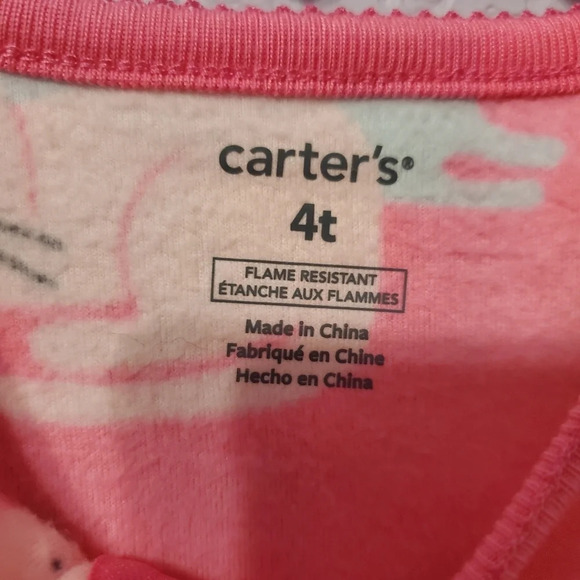 carter's®
4t
FLAME RESISTANT
ÉTANCHE AUX FLAMMES
Made in China
Fabriqué en Chine
Hecho en China